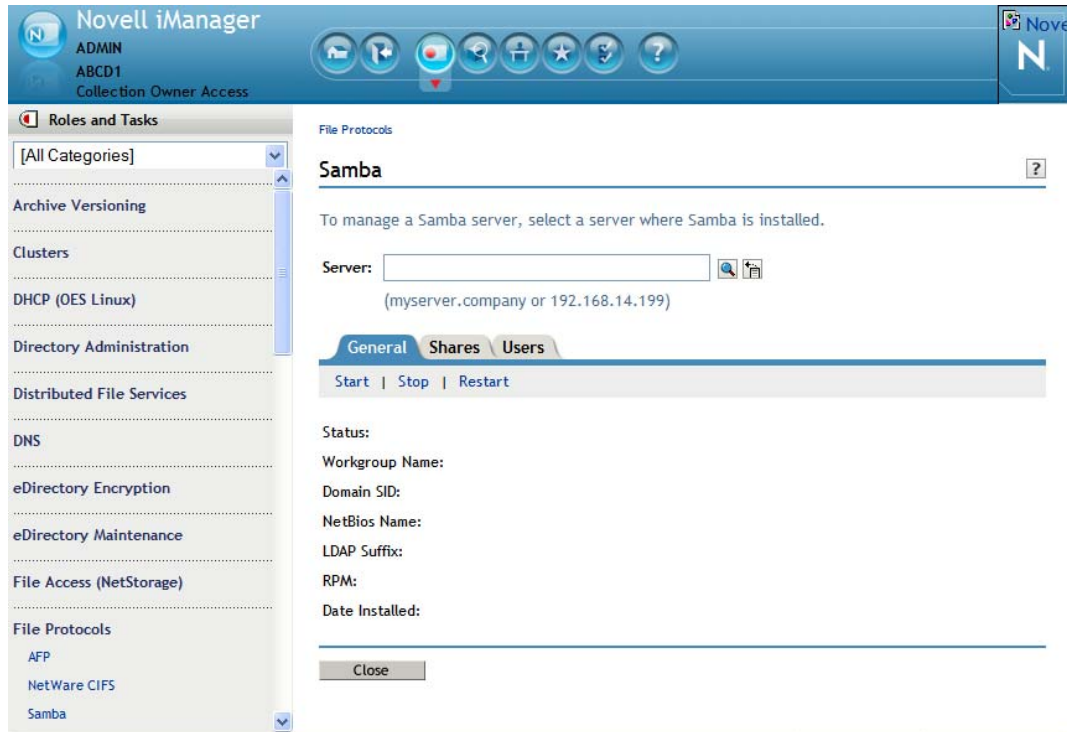 Novell iManager
ADMIN
ABCD1
Collection Owner Access
N
?
Nove
N
Roles and Tasks
[All Categories]
Archive Versioning
Clusters
DHCP (OES Linux)
Directory Administration
Distributed File Services
DNS
eDirectory Encryption
eDirectory Maintenance
File Access (NetStorage)
File Protocols
AFP
NetWare CIFS
Samba
File Protocols
Samba
?
To manage a Samba server, select a server where Samba is installed.
Server:
(myserver.company or 192.168.14.199)
General Shares Users
Start | Stop | Restart
Status:
Workgroup Name:
Domain SID:
NetBios Name:
LDAP Suffix:
RPM:
Date Installed:
Close